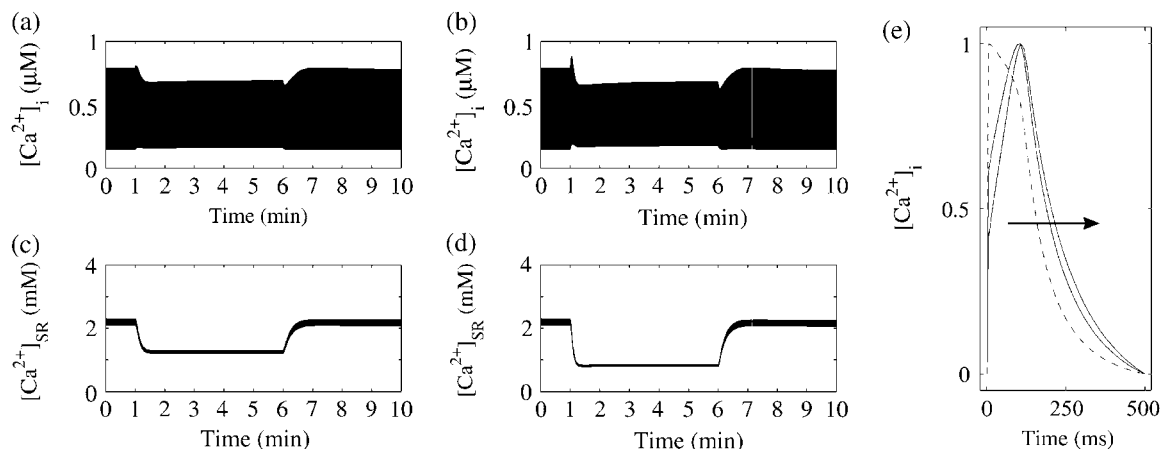 (a)
[Ca²⁺]ᵢ (μM)
1
0.5
0
0 1 2 3 4 5 6 7 8 9 10
Time (min)
(b)
[Ca²⁺]ᵢ (μM)
1
0.5
0
0 1 2 3 4 5 6 7 8 9 10
Time (min)
(c)
[Ca²⁺]SR (mM)
4
2
0
0 1 2 3 4 5 6 7 8 9 10
Time (min)
(d)
[Ca²⁺]SR (mM)
4
2
0
0 1 2 3 4 5 6 7 8 9 10
Time (min)
(e)
[Ca²⁺]ᵢ
1
0.5
0
0 250 500
Time (ms)